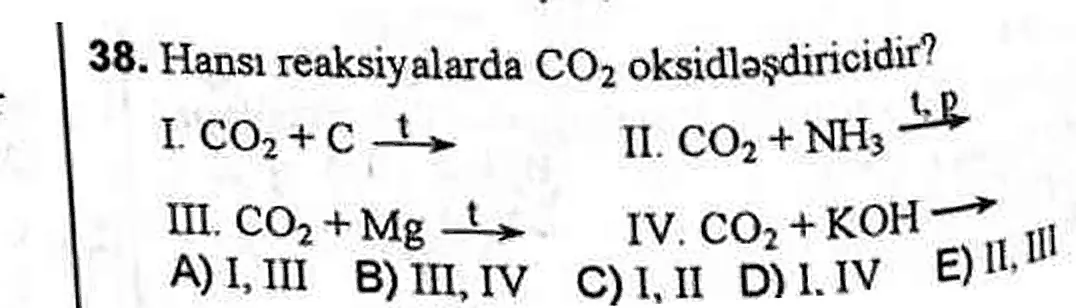 38. Hansı reaksiyalarda CO₂ oksidləşdiricidir?
I. CO₂ + C —t→ II. CO₂ + NH₃ —t, p→
III. CO₂ + Mg —t→ IV. CO₂ + KOH →
A) I, III B) III, IV C) I, II D) I. IV E) II, III